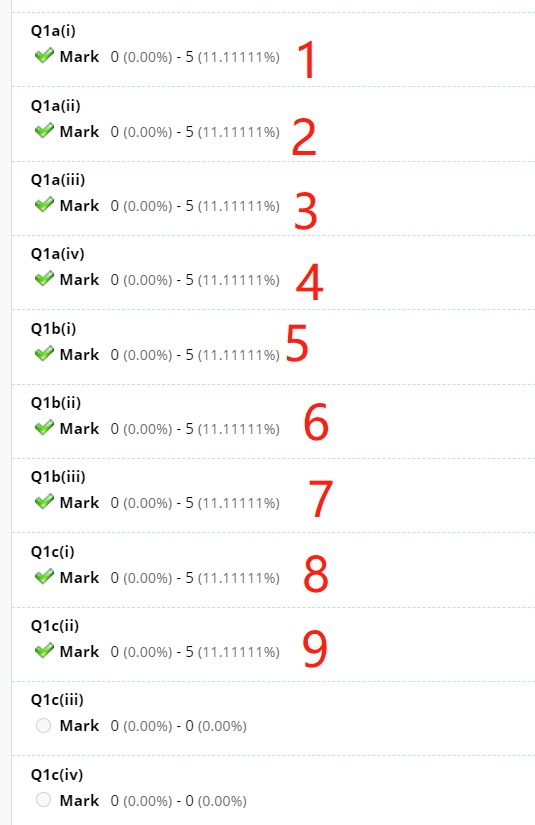 Q1a(i)
Mark 0 (0.00%) - 5 (11.11111%) 1
Q1a(ii)
Mark 0 (0.00%) - 5 (11.11111%) 2
Q1a(iii)
Mark 0 (0.00%) - 5 (11.11111%) 3
Q1a(iv)
Mark 0 (0.00%) - 5 (11.11111%) 4
Q1b(i)
Mark 0 (0.00%) - 5 (11.11111%) 5
Q1b(ii)
Mark 0 (0.00%) - 5 (11.11111%) 6
Q1b(iii)
Mark 0 (0.00%) - 5 (11.11111%) 7
Q1c(i)
Mark 0 (0.00%) - 5 (11.11111%) 8
Q1c(ii)
Mark 0 (0.00%) - 5 (11.11111%) 9
Q1c(iii)
Mark 0 (0.00%) - 0 (0.00%)
Q1c(iv)
Mark 0 (0.00%) - 0 (0.00%)